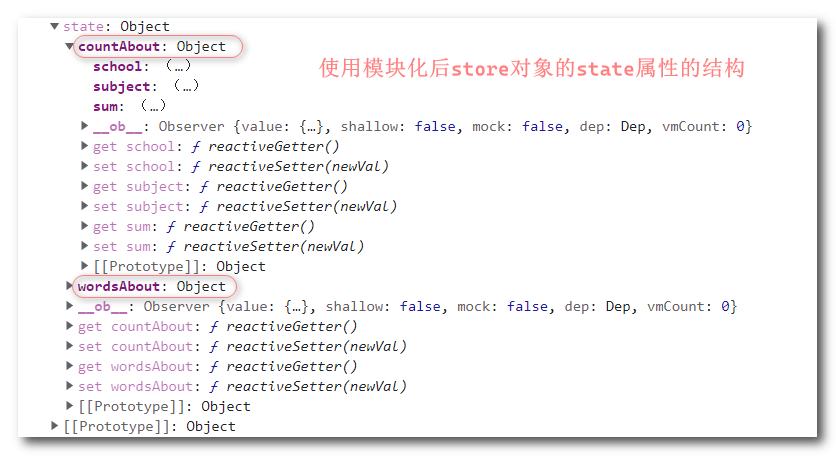 state: Object
countAbout: Object
使用模块化后store对象的state属性的结构
school: (…)
subject: (…)
sum: (…)
__ob__: Observer {value: {…}, shallow: false, mock: false, dep: Dep, vmCount: 0}
get school: ƒ reactiveGetter()
set school: ƒ reactiveSetter(newVal)
get subject: ƒ reactiveGetter()
set subject: ƒ reactiveSetter(newVal)
get sum: ƒ reactiveGetter()
set sum: ƒ reactiveSetter(newVal)
[[Prototype]]: Object
wordsAbout: Object
__ob__: Observer {value: {…}, shallow: false, mock: false, dep: Dep, vmCount: 0}
get countAbout: ƒ reactiveGetter()
set countAbout: ƒ reactiveSetter(newVal)
get wordsAbout: ƒ reactiveGetter()
set wordsAbout: ƒ reactiveSetter(newVal)
[[Prototype]]: Object
[[Prototype]]: Object